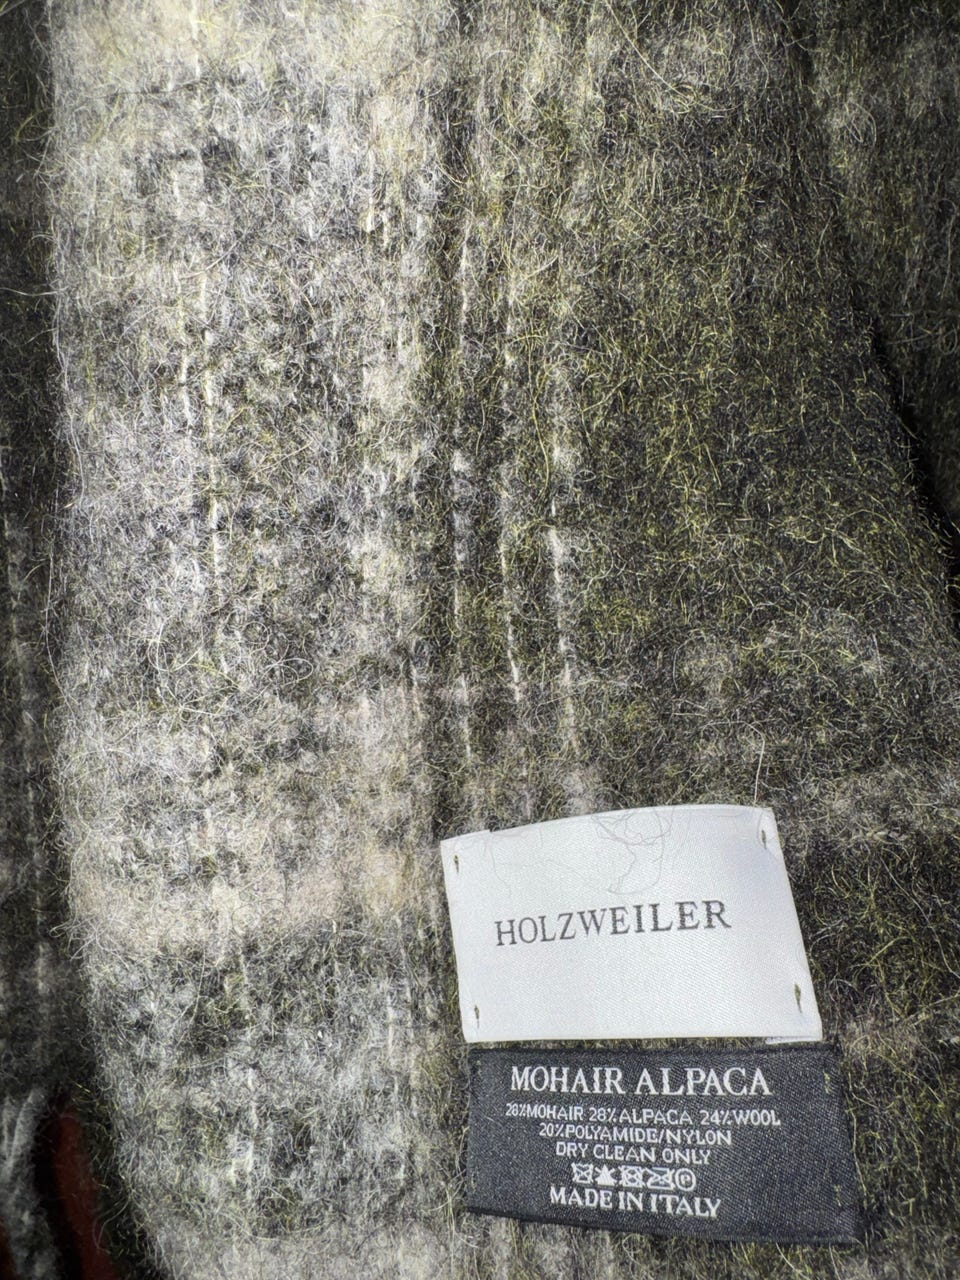 HOLZWEILER
MOHAIR ALPACA
28%MOHAIR 28%ALPACA 24%WOOL
20%POLYAMIDE/NYLON
DRY CLEAN ONLY
P
MADE IN ITALY